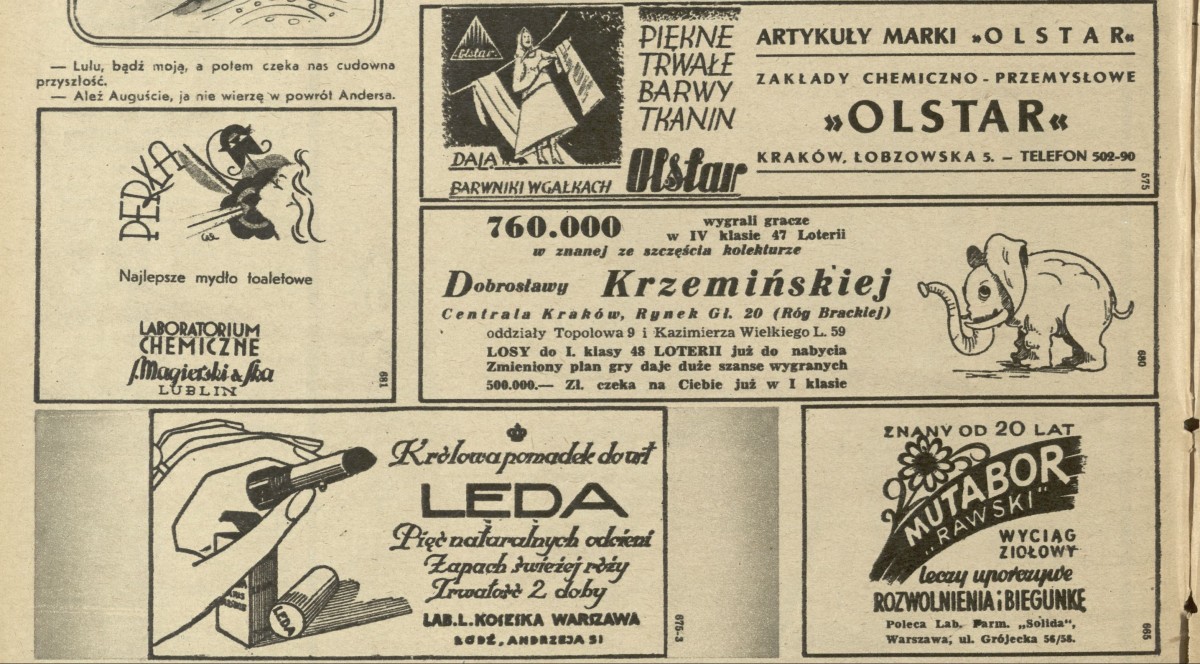 — Lulu, bądź moją, a potem czeka nas cudowna
przyszłość.
— Ależ Auguście, ja nie wierzę w powrót Andersa.
PERŁA
Najlepsze mydło toaletowe
LABORATORIUM
CHEMICZNE
S. Magierski & Ska
LUBLIN
681
Olstar
PIĘKNE
TRWAŁE
BARWY
TKANIN
DAJĄ
BARWNIKI W GAŁKACH
Olstar
ARTYKUŁY MARKI »OLSTAR«
ZAKŁADY CHEMICZNO-PRZEMYSŁOWE
»OLSTAR«
KRAKÓW, ŁOBZOWSKA 5. — TELEFON 502-90
575
760.000 wygrali gracze
w IV klasie 47 Loterii
w znanej ze szczęścia kolekturze
Dobrosławy Krzemińskiej
Centrala Kraków, Rynek Gł. 20 (Róg Brackiej)
oddziały Topolowa 9 i Kazimierza Wielkiego L. 59
LOSY do I. klasy 48 LOTERII już do nabycia
Zmieniony plan gry daje duże szanse wygranych
500.000.— Zł. czeka na Ciebie już w I klasie
680
Królowa pomadek do ust
LEDA
Pięć naturalnych odcieni
Zapach świeżej róży
Trwałość 2 doby
LAB. L. KOSESKA WARSZAWA
ŁÓDŹ, ANDRZEJA 51
LEDA
675-3
ZNANY OD 20 LAT
MUTABOR
„RAWSKI"
WYCIĄG
ZIOŁOWY
leczy uporczywe
ROZWOLNIENIA i BIEGUNKĘ
Poleca Lab. Farm. „Solida",
Warszawa, ul. Grójecka 56/58.
665